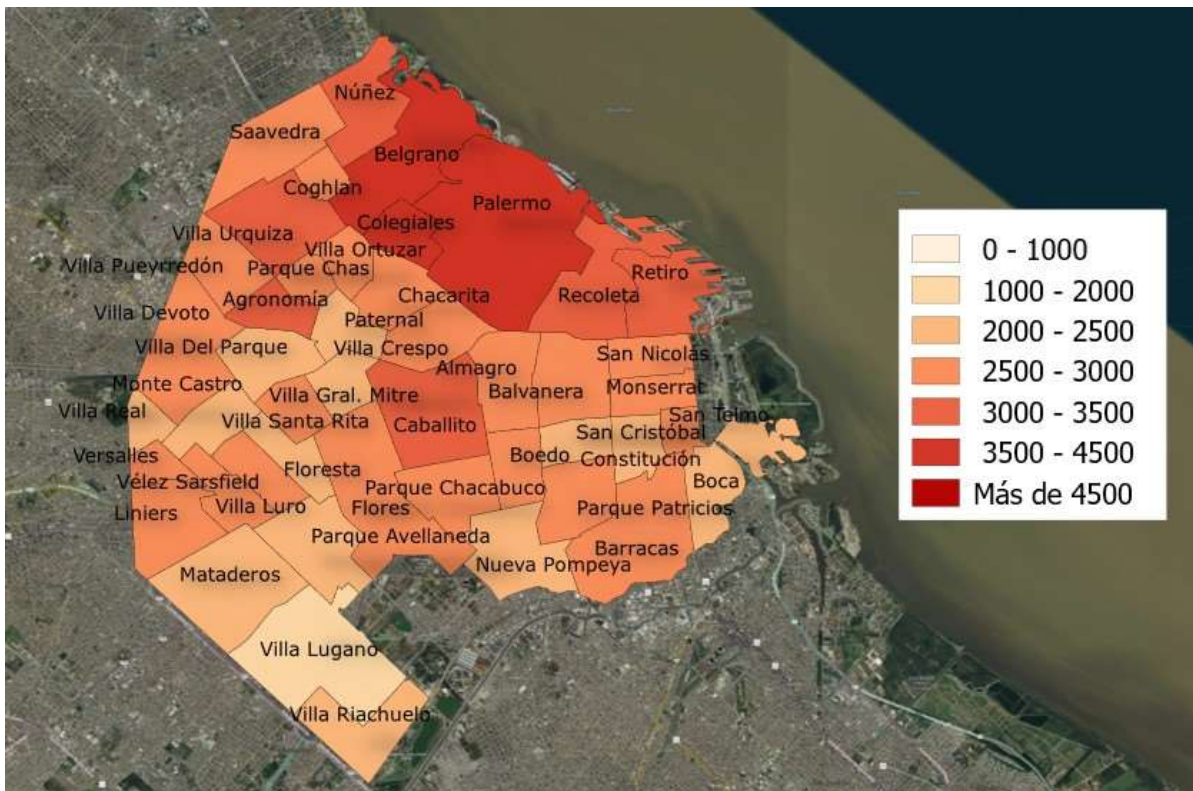 Núñez
Saavedra
Belgrano
Coghlan
Palermo
Colegiales
Villa Urquiza
Villa Ortuzar
Villa Pueyrredón
Parque Chas
Retiro
Agronomía
Chacarita
Recoleta
Villa Devoto
Paternal
Villa Del Parque
Villa Crespo
San Nicolás
Almagro
Monte Castro
Balvanera
Monserrat
Villa Gral. Mitre
Villa Real
Villa Santa Rita
Caballito
San Telmo
San Cristóbal
Versalles
Boedo
Constitución
Floresta
Vélez Sarsfield
Boca
Parque Chacabuco
Liniers
Villa Luro
Flores
Parque Patricios
Parque Avellaneda
Barracas
Nueva Pompeya
Mataderos
Villa Lugano
Villa Riachuelo
0 - 1000
1000 - 2000
2000 - 2500
2500 - 3000
3000 - 3500
3500 - 4500
Más de 4500